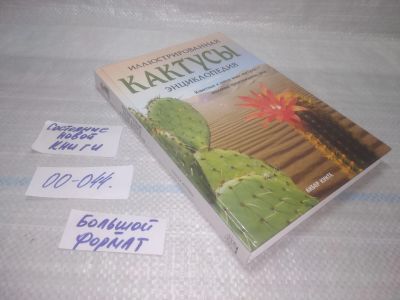 ИЛЛЮСТРИРОВАННАЯ
КАКТУСЫ
ЭНЦИКЛОПЕДИЯ
Состояние
новой
книги
00-044.
Большой
формат